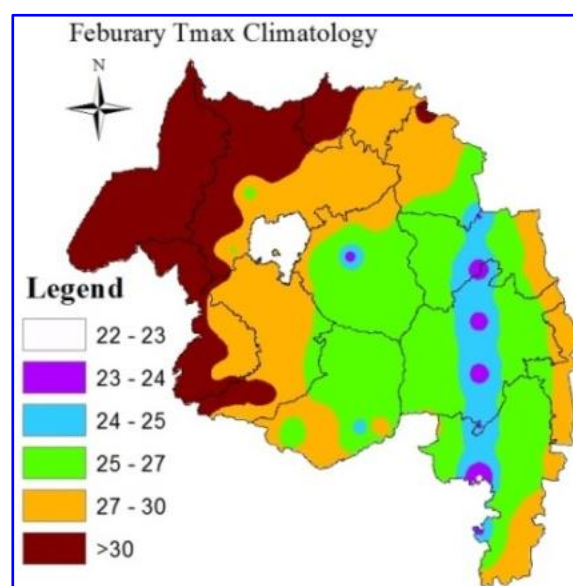 Feburary Tmax Climatology
N
Legend
22 - 23
23 - 24
24 - 25
25 - 27
27 - 30
>30